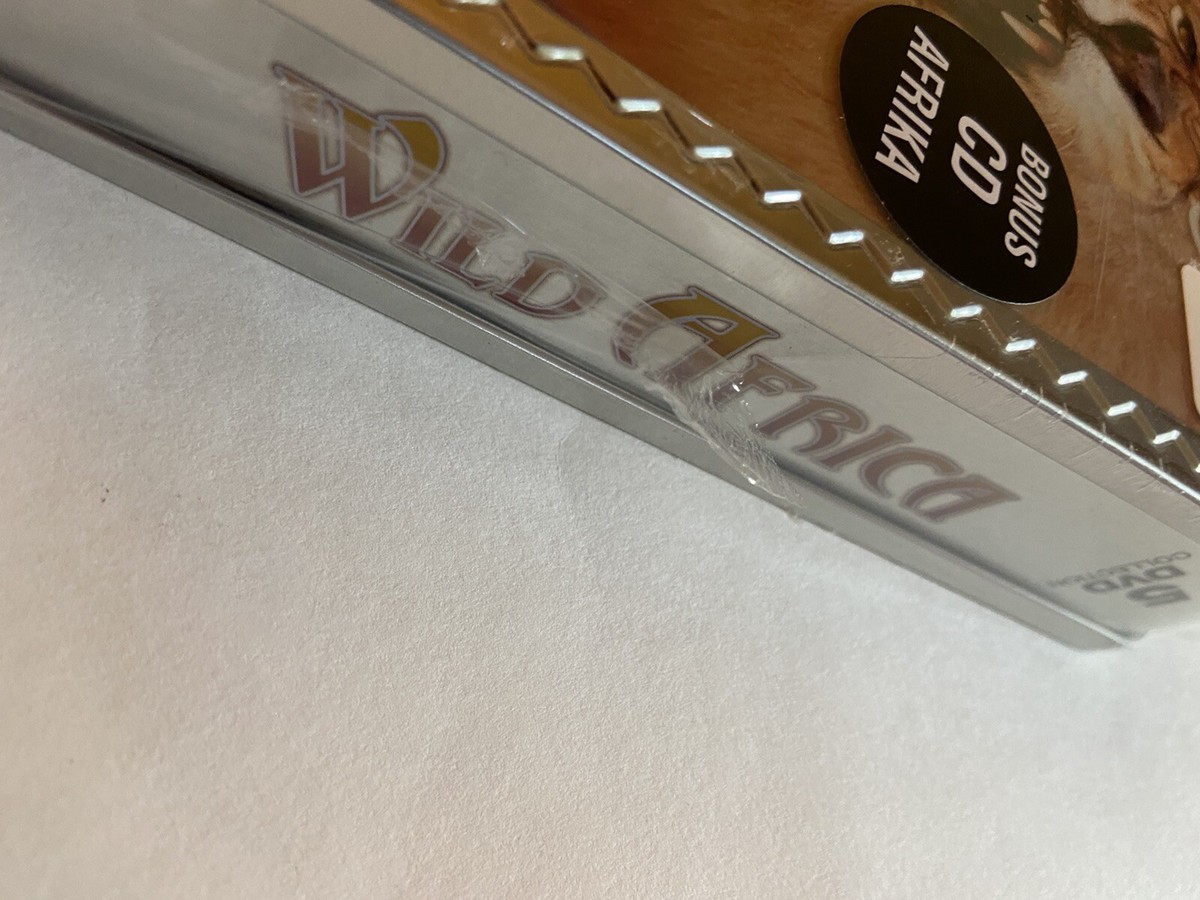 WILD AFRICA
5
DVD
COLLECTION
BONUS
CD
AFRIKA